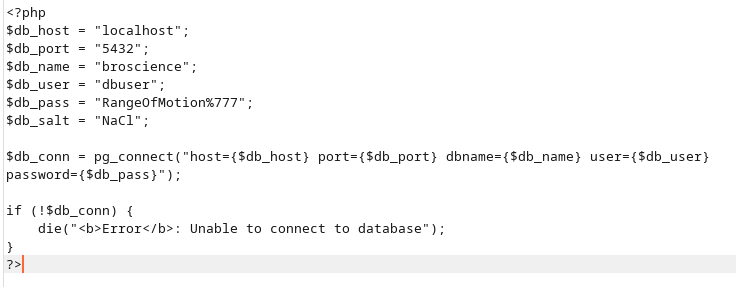 <?php
$db_host = "localhost";
$db_port = "5432";
$db_name = "broscience";
$db_user = "dbuser";
$db_pass = "RangeOfMotion%777";
$db_salt = "NaCl";

$db_conn = pg_connect("host={$db_host} port={$db_port} dbname={$db_name} user={$db_user}
password={$db_pass}");

if (!$db_conn) {
    die("<b>Error</b>: Unable to connect to database");
}
?>